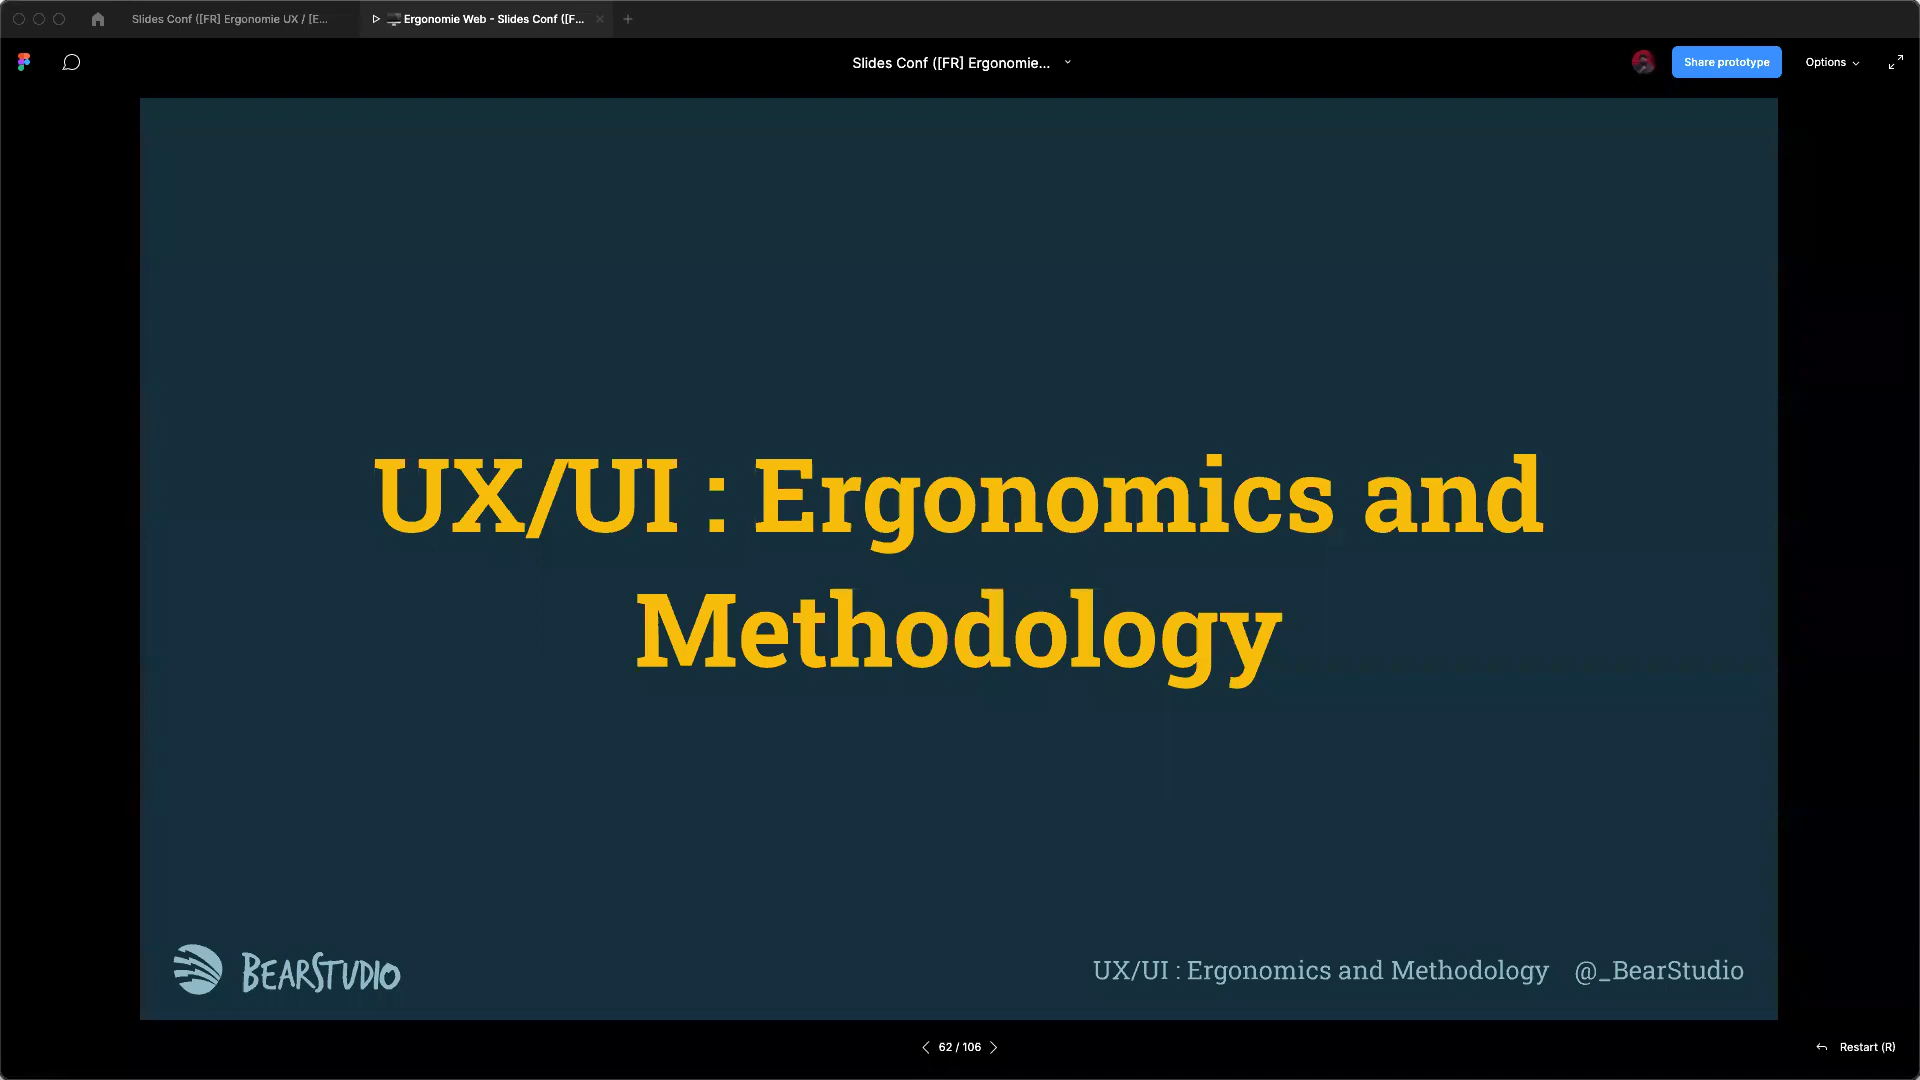 Slides Conf ([FR] Ergonomie UX / [E...
Ergonomie Web - Slides Conf ([F...
Slides Conf ([FR] Ergonomie...
Share prototype
Options
UX/UI : Ergonomics and
Methodology
BEARSTUDIO
UX/UI : Ergonomics and Methodology @_BearStudio
62 / 106
Restart (R)